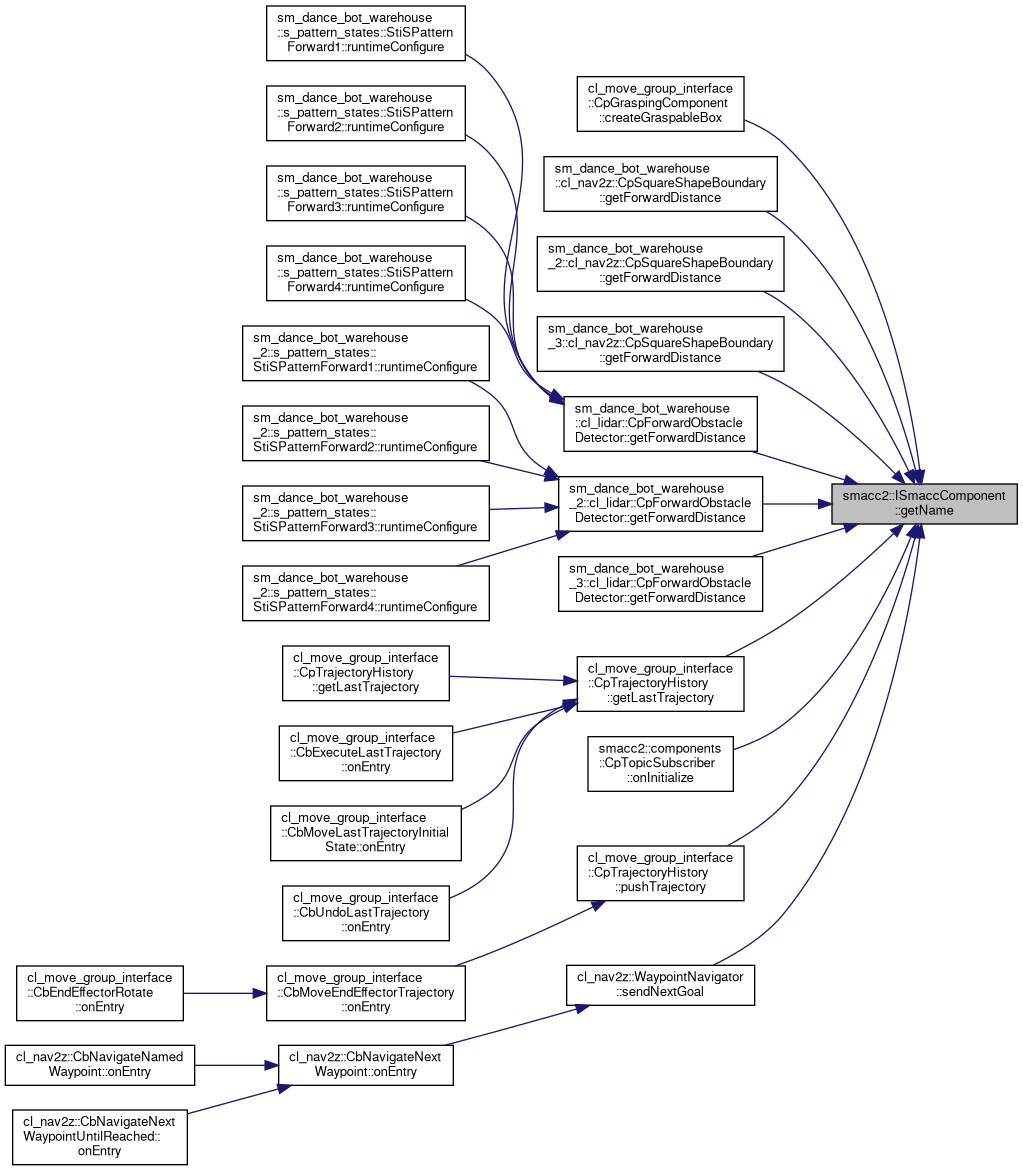 sm_dance_bot_warehouse
::s_pattern_states::StiSPattern
Forward1::runtimeConfigure
sm_dance_bot_warehouse
::s_pattern_states::StiSPattern
Forward2::runtimeConfigure
sm_dance_bot_warehouse
::s_pattern_states::StiSPattern
Forward3::runtimeConfigure
sm_dance_bot_warehouse
::s_pattern_states::StiSPattern
Forward4::runtimeConfigure
sm_dance_bot_warehouse
_2::s_pattern_states::
StiSPatternForward1::runtimeConfigure
sm_dance_bot_warehouse
_2::s_pattern_states::
StiSPatternForward2::runtimeConfigure
sm_dance_bot_warehouse
_2::s_pattern_states::
StiSPatternForward3::runtimeConfigure
sm_dance_bot_warehouse
_2::s_pattern_states::
StiSPatternForward4::runtimeConfigure
cl_move_group_interface
::CpTrajectoryHistory
::getLastTrajectory
cl_move_group_interface
::CbExecuteLastTrajectory
::onEntry
cl_move_group_interface
::CbMoveLastTrajectoryInitial
State::onEntry
cl_move_group_interface
::CbUndoLastTrajectory
::onEntry
cl_move_group_interface
::CbEndEffectorRotate
::onEntry
cl_move_group_interface
::CbMoveEndEffectorTrajectory
::onEntry
cl_nav2z::CbNavigateNamed
Waypoint::onEntry
cl_nav2z::CbNavigateNext
Waypoint::onEntry
cl_nav2z::CbNavigateNext
WaypointUntilReached::
onEntry
cl_move_group_interface
::CpGraspingComponent
::createGraspableBox
sm_dance_bot_warehouse
::cl_nav2z::CpSquareShapeBoundary
::getForwardDistance
sm_dance_bot_warehouse
_2::cl_nav2z::CpSquareShapeBoundary
::getForwardDistance
sm_dance_bot_warehouse
_3::cl_nav2z::CpSquareShapeBoundary
::getForwardDistance
sm_dance_bot_warehouse
::cl_lidar::CpForwardObstacle
Detector::getForwardDistance
sm_dance_bot_warehouse
_2::cl_lidar::CpForwardObstacle
Detector::getForwardDistance
sm_dance_bot_warehouse
_3::cl_lidar::CpForwardObstacle
Detector::getForwardDistance
cl_move_group_interface
::CpTrajectoryHistory
::getLastTrajectory
smacc2::components
::CpTopicSubscriber
::onInitialize
cl_move_group_interface
::CpTrajectoryHistory
::pushTrajectory
cl_nav2z::WaypointNavigator
::sendNextGoal
smacc2::ISmaccComponent
::getName